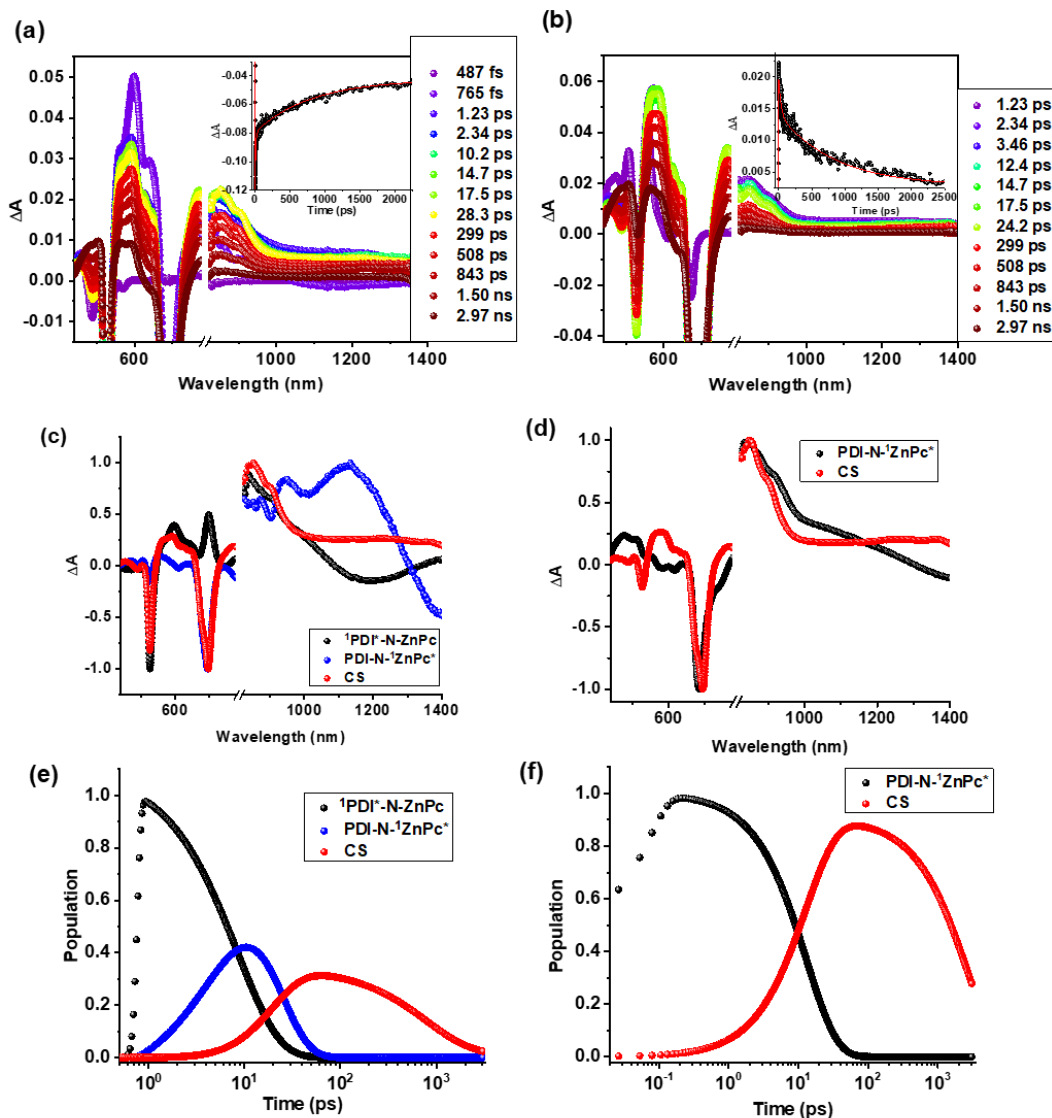 (a)
0.05
0.04
0.03
0.02
0.01
0.00
-0.01
ΔA
600
1000
1200
1400
Wavelength (nm)
-0.04
-0.06
-0.08
-0.10
-0.12
ΔA
0
500
1000
1500
2000
Time (ps)
487 fs
765 fs
1.23 ps
2.34 ps
10.2 ps
14.7 ps
17.5 ps
28.3 ps
299 ps
508 ps
843 ps
1.50 ns
2.97 ns
(b)
0.06
0.04
0.02
0.00
-0.02
-0.04
ΔA
600
800
1000
1200
1400
Wavelength (nm)
0.020
0.015
0.010
0.005
ΔA
0
500
1000
1500
2000
2500
Time (ps)
1.23 ps
2.34 ps
3.46 ps
12.4 ps
14.7 ps
17.5 ps
24.2 ps
299 ps
508 ps
843 ps
1.50 ns
2.97 ns
(c)
1.0
0.5
0.0
-0.5
-1.0
ΔA
600
1000
1200
1400
Wavelength (nm)
¹PDI*-N-ZnPc
PDI-N-¹ZnPc*
CS
(d)
1.0
0.5
0.0
-0.5
-1.0
ΔA
600
1000
1200
1400
Wavelength (nm)
PDI-N-¹ZnPc*
CS
(e)
1.0
0.8
0.6
0.4
0.2
0.0
Population
10⁰
10¹
10²
10³
Time (ps)
¹PDI*-N-ZnPc
PDI-N-¹ZnPc*
CS
(f)
1.0
0.8
0.6
0.4
0.2
0.0
Population
10⁻¹
10⁰
10¹
10²
10³
Time (ps)
PDI-N-¹ZnPc*
CS